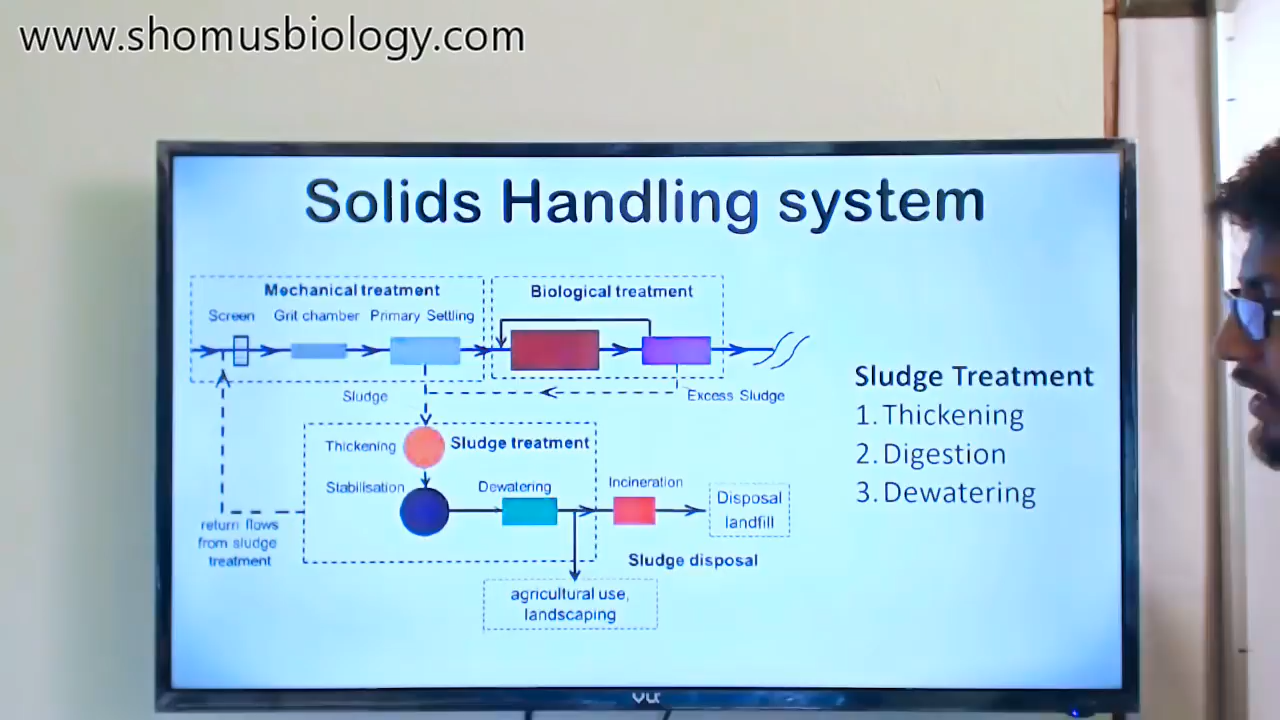 www.shomusbiology.com
Solids Handling system
Mechanical treatment
Biological treatment
Screen
Grit chamber
Primary Settling
Sludge
Excess Sludge
Sludge Treatment
1. Thickening
2. Digestion
3. Dewatering
Thickening
Sludge treatment
Stabilisation
Dewatering
Incineration
Disposal
landfill
return flows
from sludge
treatment
Sludge disposal
agricultural use,
landscaping